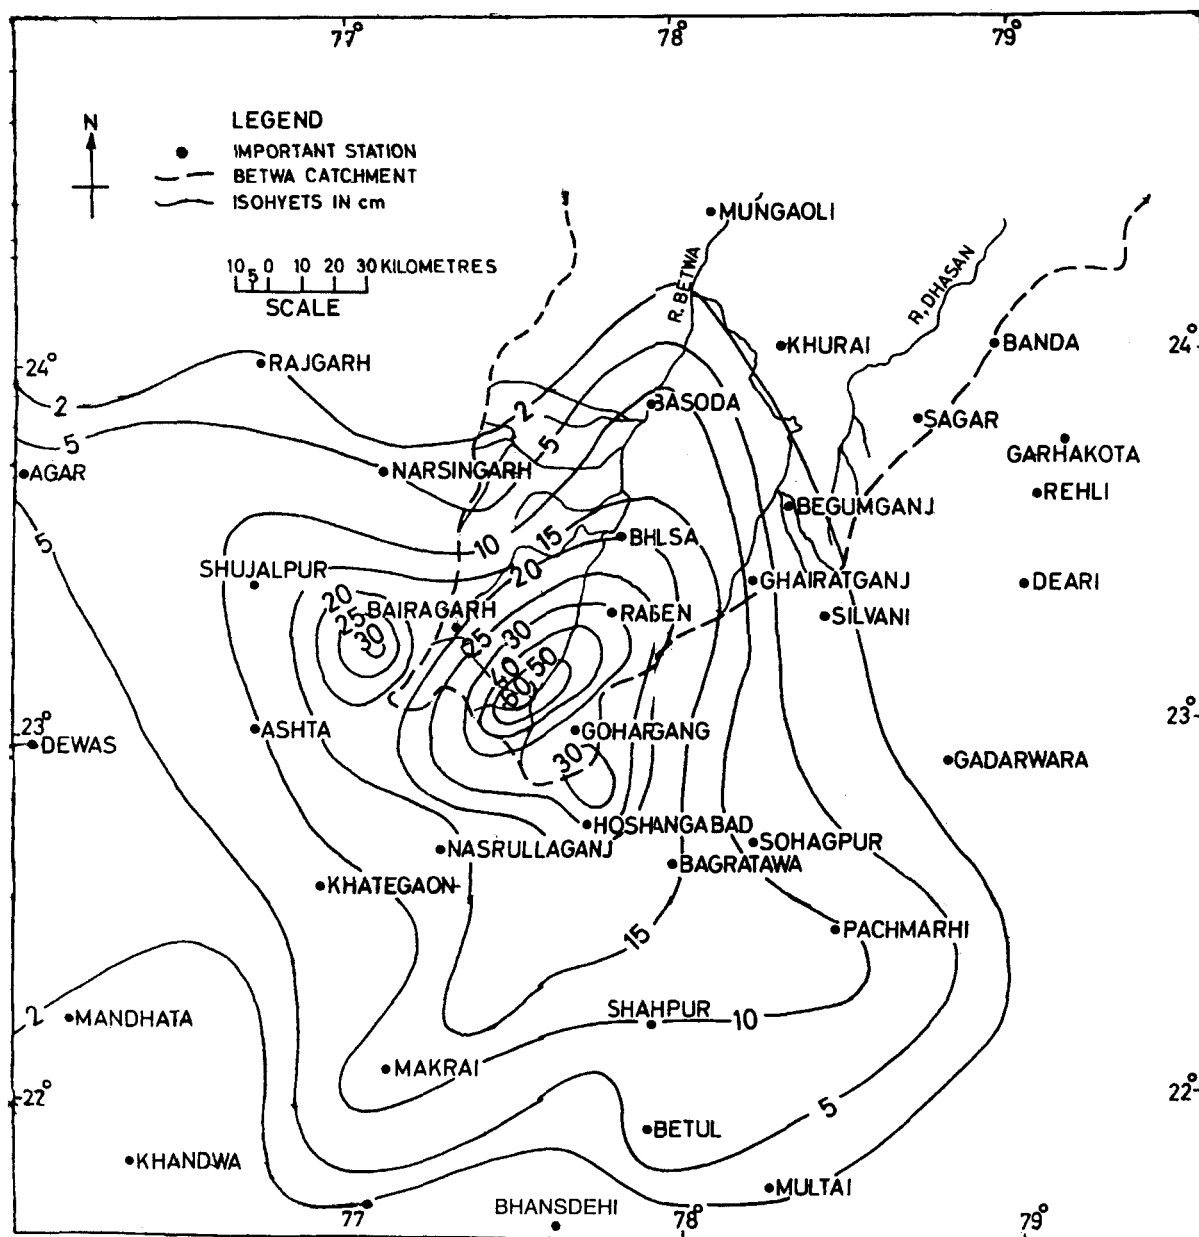 77° 78° 79°
N
LEGEND
IMPORTANT STATION
BETWA CATCHMENT
ISOHYETS IN cm
10 5 0 10 20 30 KILOMETRES
SCALE
MUNGAOLI
R. BETWA
R. DHASAN
24°
RAJGARH
KHURAI
BANDA
24°
2
2
BASODA
SAGAR
5
5
GARHAKOTA
AGAR
NARSINGARH
REHLI
BEGUMGANJ
5
10
15
BHLSA
SHUJALPUR
20
GHAIRATGANJ
DEARI
20
BAIRAGARH
RAISEN
SILVANI
25
30
25
30
40
50
60
23°
ASHTA
GOHARGANG
23°
DEWAS
30
GADARWARA
HOSHANGABAD
NASRULLAGANJ
SOHAGPUR
BAGRATAWA
KHATEGAON
15
PACHMARHI
2
MANDHATA
SHAHPUR
10
MAKRAI
22°
5
22°
BETUL
KHANDWA
MULTAI
BHANSDEHI
77 78° 79°